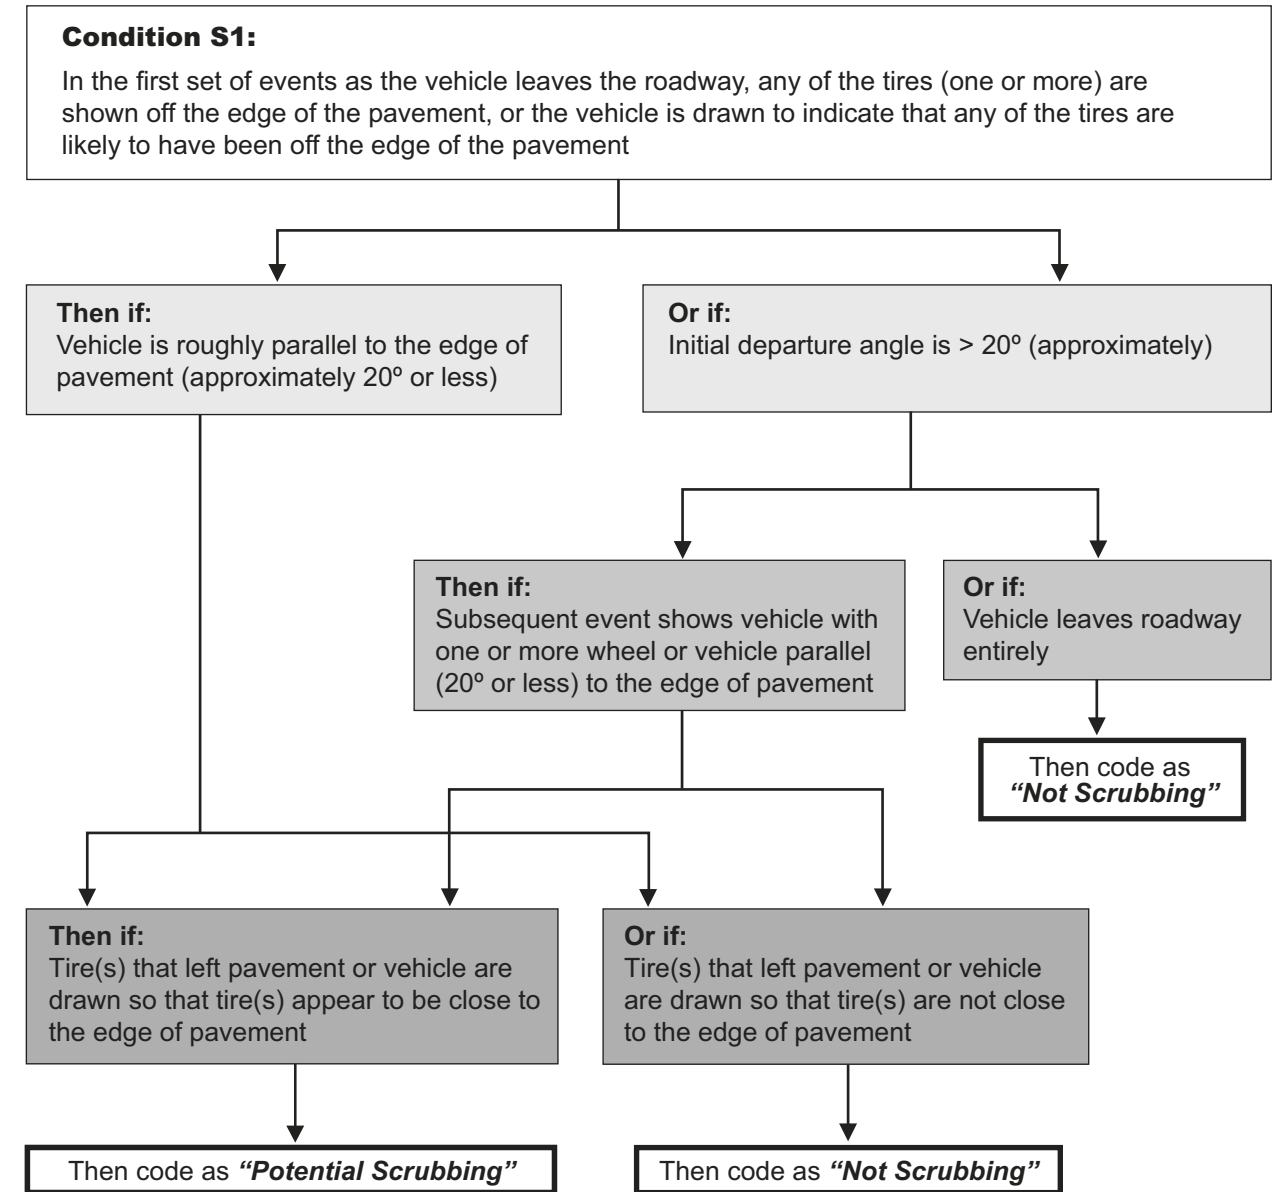 Condition S1:
In the first set of events as the vehicle leaves the roadway, any of the tires (one or more) are
shown off the edge of the pavement, or the vehicle is drawn to indicate that any of the tires are
likely to have been off the edge of the pavement
Then if:
Vehicle is roughly parallel to the edge of
pavement (approximately 20º or less)
Or if:
Initial departure angle is > 20º (approximately)
Then if:
Subsequent event shows vehicle with
one or more wheel or vehicle parallel
(20º or less) to the edge of pavement
Or if:
Vehicle leaves roadway
entirely
Then code as
“Not Scrubbing”
Then if:
Tire(s) that left pavement or vehicle are
drawn so that tire(s) appear to be close to
the edge of pavement
Or if:
Tire(s) that left pavement or vehicle
are drawn so that tire(s) are not close
to the edge of pavement
Then code as “Potential Scrubbing”
Then code as “Not Scrubbing”